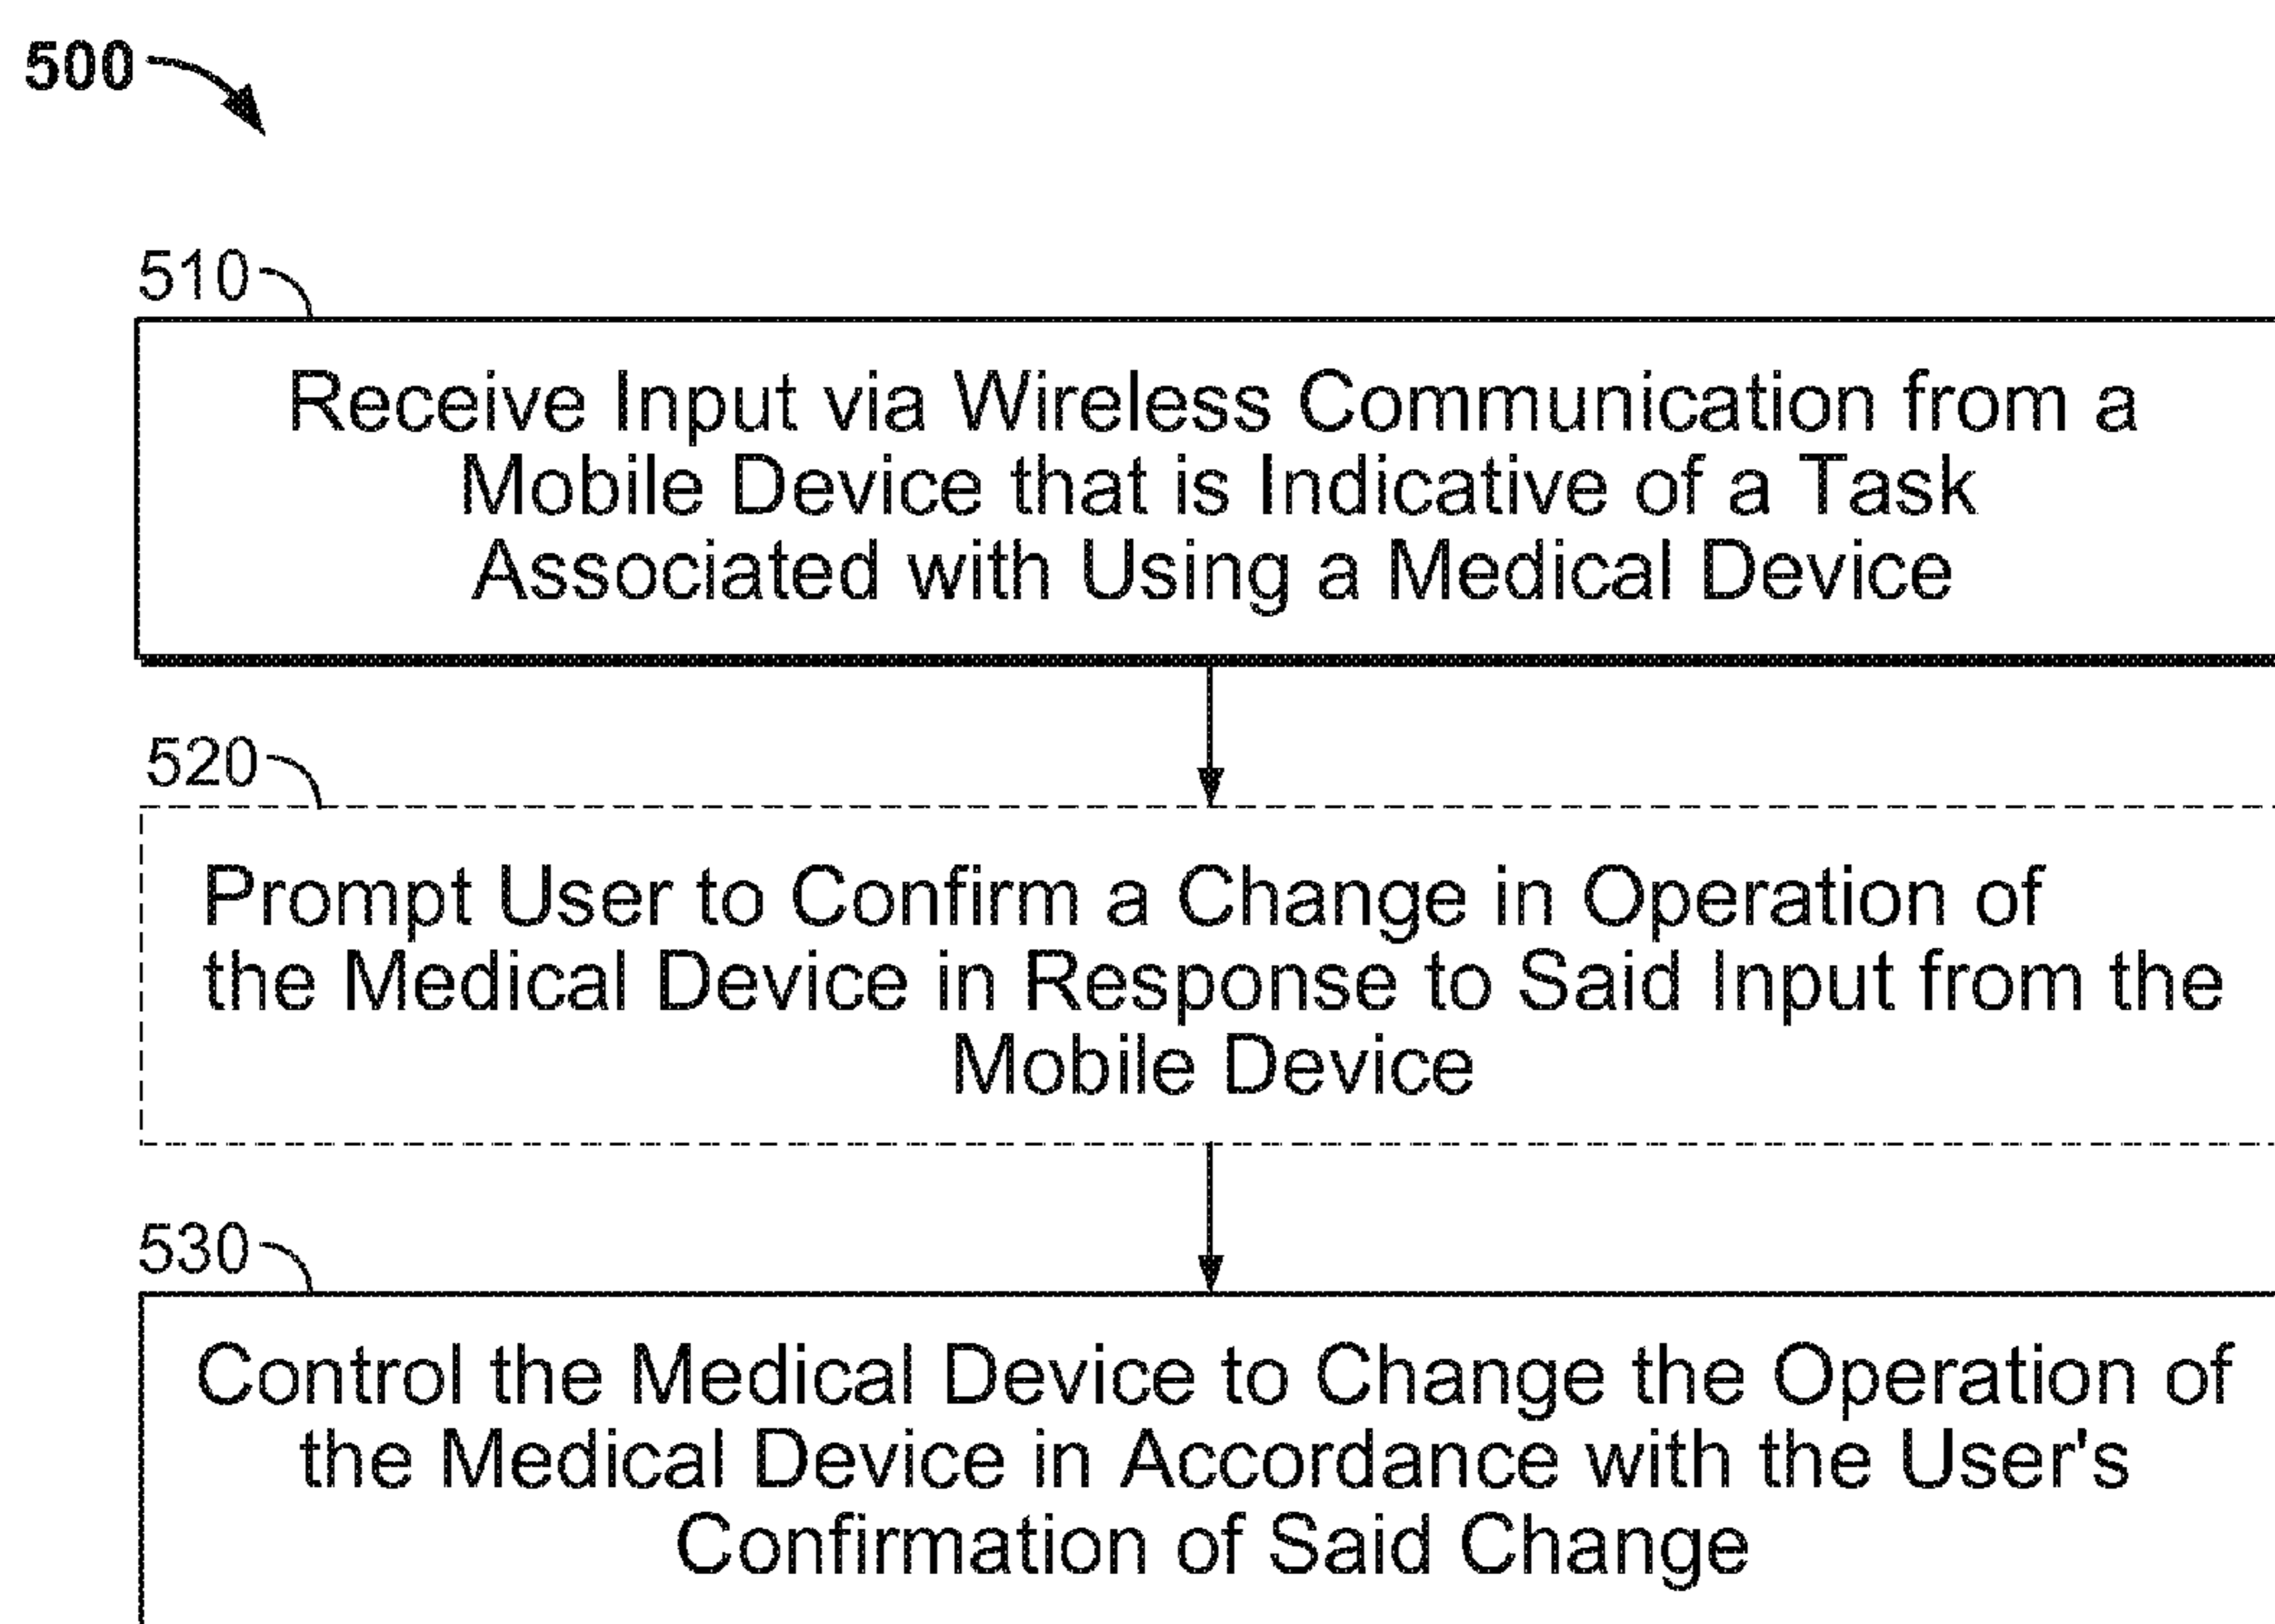 500
510
Receive Input via Wireless Communication from a
Mobile Device that is Indicative of a Task
Associated with Using a Medical Device
520
Prompt User to Confirm a Change in Operation of
the Medical Device in Response to Said Input from the
Mobile Device
530
Control the Medical Device to Change the Operation of
the Medical Device in Accordance with the User's
Confirmation of Said Change